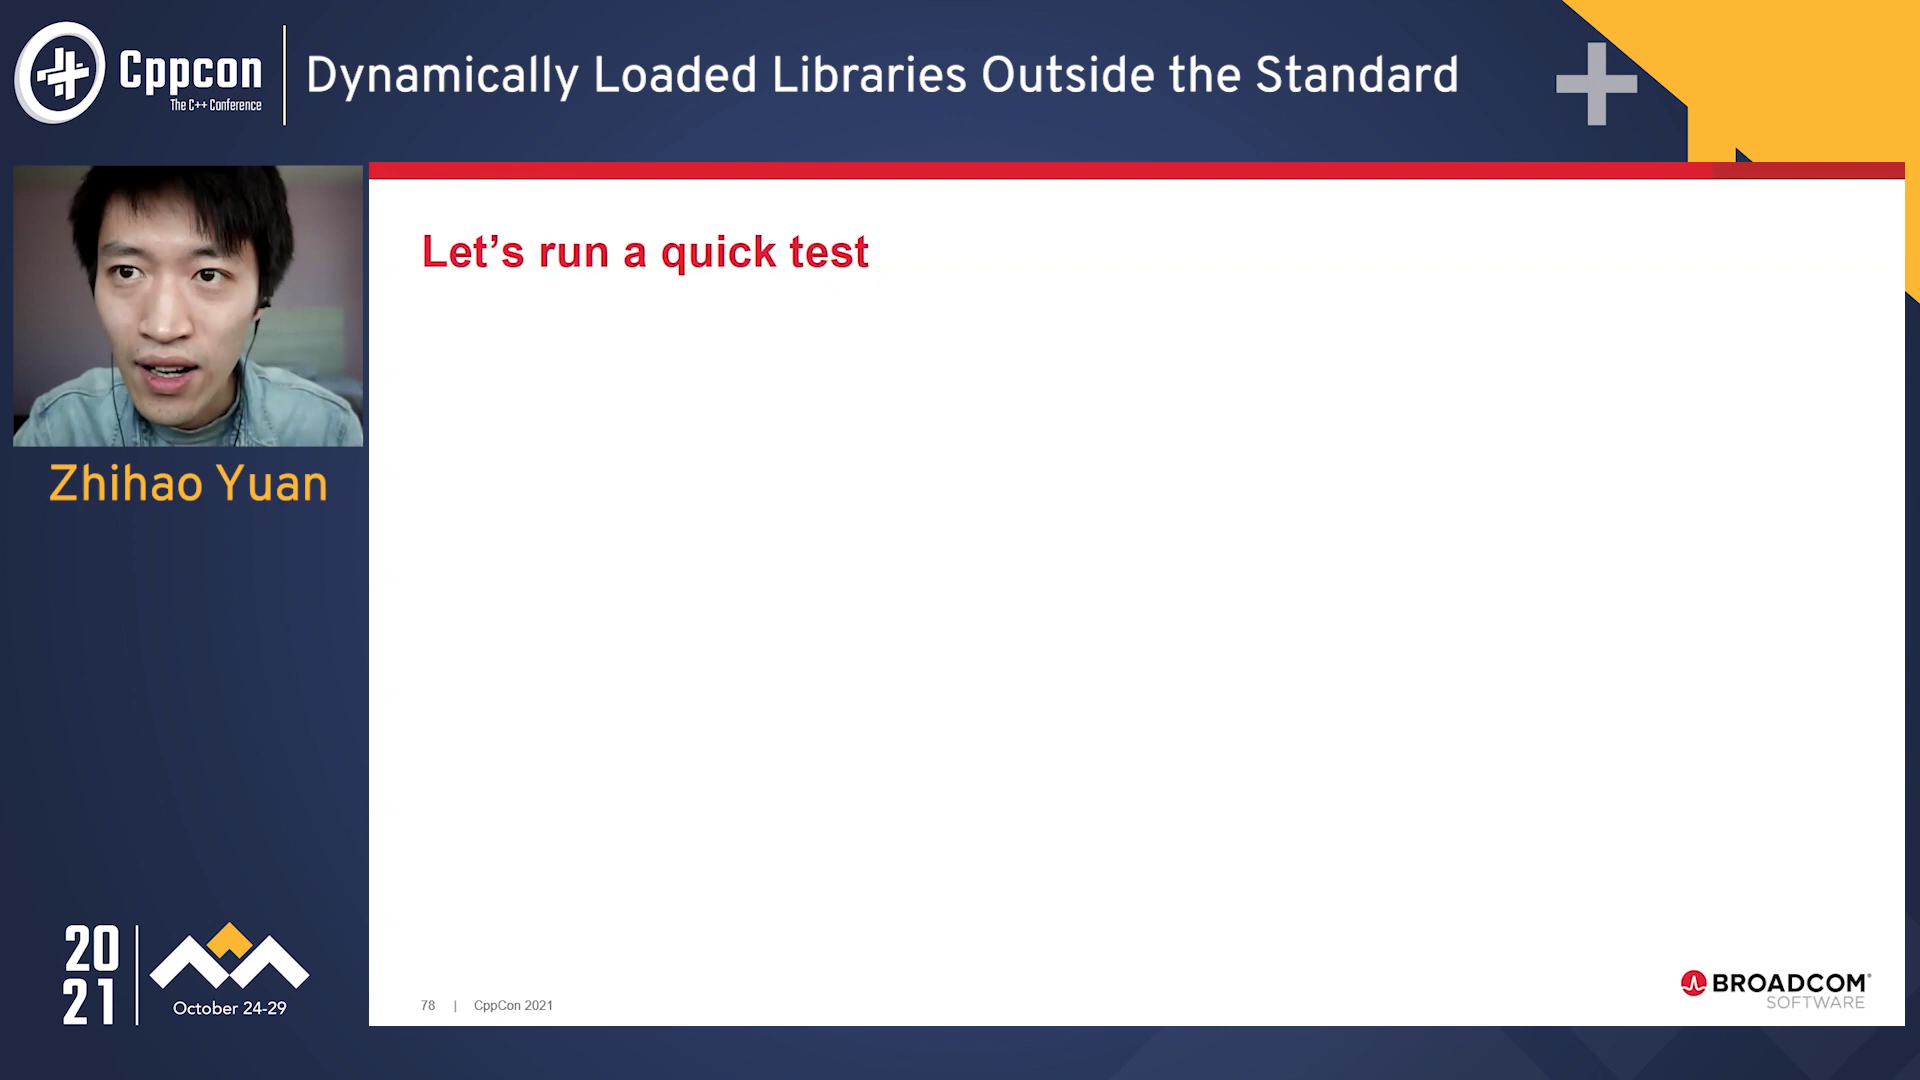 Cppcon
The C++ Conference
Dynamically Loaded Libraries Outside the Standard
Let's run a quick test
Zhihao Yuan
20
21
October 24-29
78 | CppCon 2021
BROADCOM®
SOFTWARE